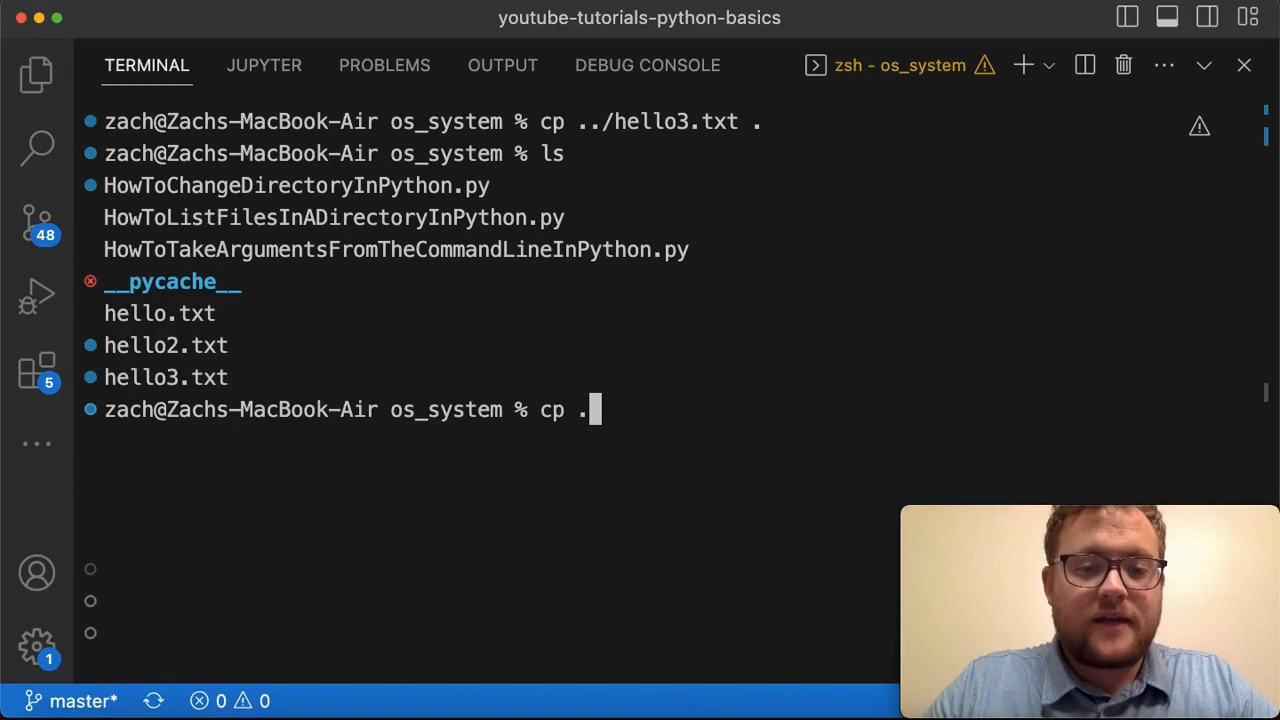 youtube-tutorials-python-basics
TERMINAL JUPYTER PROBLEMS OUTPUT DEBUG CONSOLE zsh - os_system
zach@Zachs-MacBook-Air os_system % cp ../hello3.txt .
zach@Zachs-MacBook-Air os_system % ls
HowToChangeDirectoryInPython.py
HowToListFilesInADirectoryInPython.py
HowToTakeArgumentsFromTheCommandLineInPython.py
__pycache__
hello.txt
hello2.txt
hello3.txt
zach@Zachs-MacBook-Air os_system % cp .
48
5
1
master* 0 0